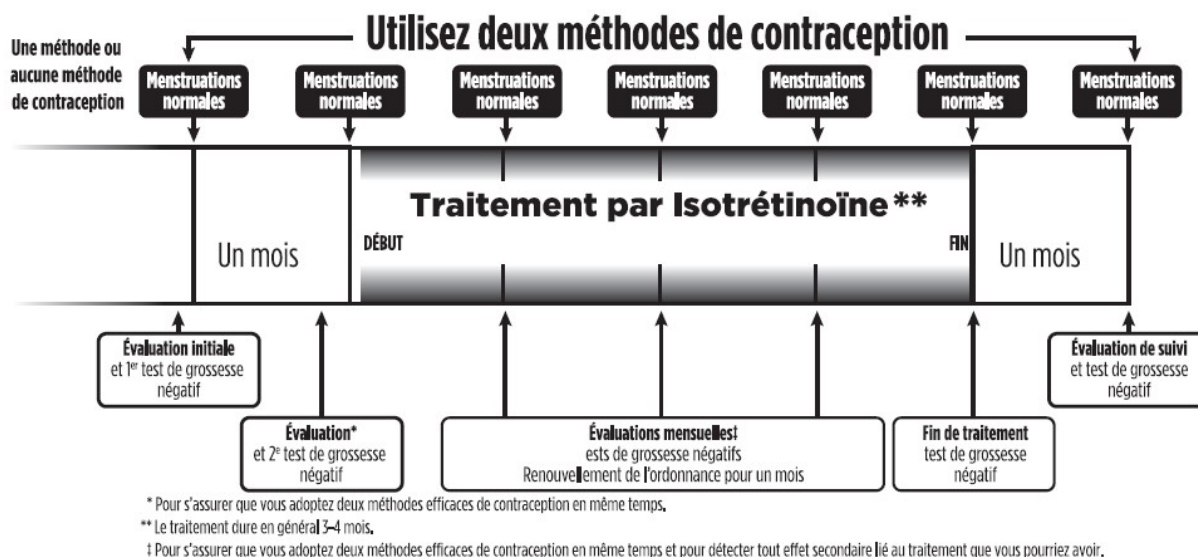 Utilisez deux méthodes de contraception
Une méthode ou
aucune méthode
de contraception
Menstruations
normales
Menstruations
normales
Menstruations
normales
Menstruations
normales
Menstruations
normales
Menstruations
normales
Menstruations
normales
Traitement par Isotrétinoïne**
DÉBUT
FIN
Un mois
Un mois
Évaluation initiale
et 1er test de grossesse
négatif
Évaluation*
et 2e test de grossesse
négatif
Évaluations mensuelles‡
ests de grossesse négatifs
Renouvellement de l'ordonnance pour un mois
Fin de traitement
test de grossesse
négatif
Évaluation de suivi
et test de grossesse
négatif
* Pour s'assurer que vous adoptez deux méthodes efficaces de contraception en même temps.
** Le traitement dure en général 3–4 mois.
‡ Pour s'assurer que vous adoptez deux méthodes efficaces de contraception en même temps et pour détecter tout effet secondaire lié au traitement que vous pourriez avoir.